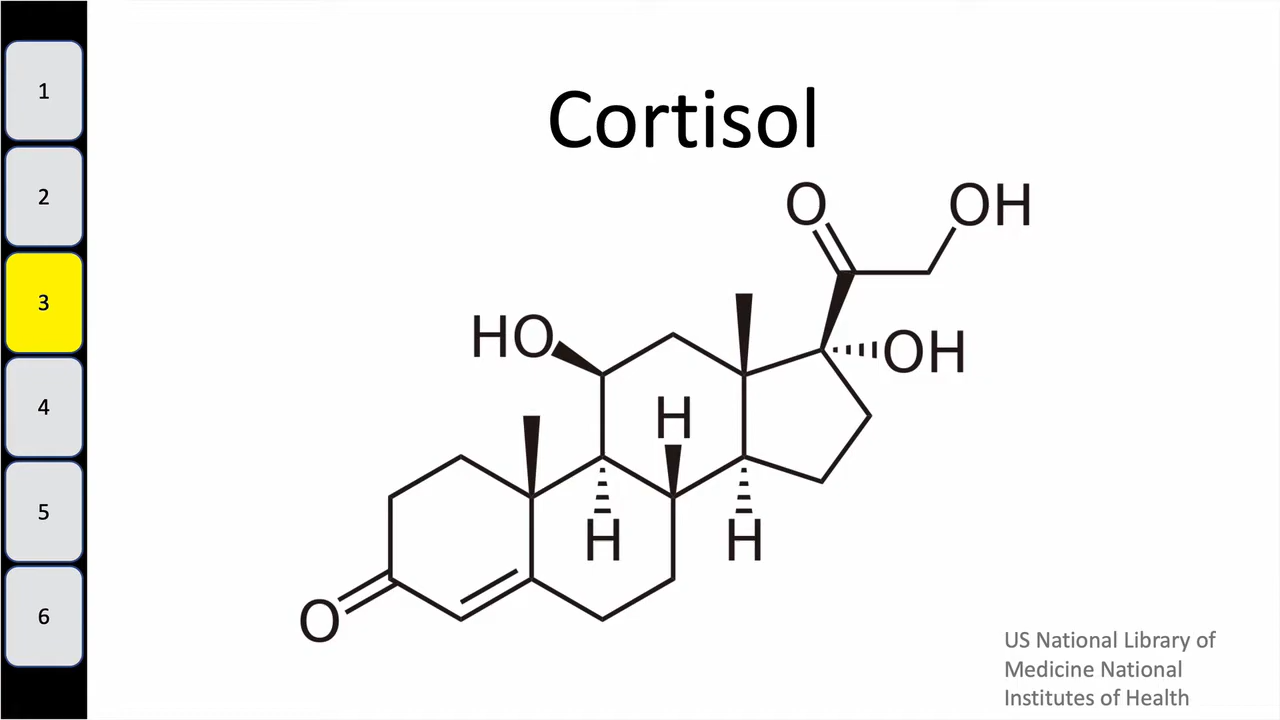 1
2
3
4
5
6
Cortisol
O
OH
HO
OH
H
H
H
O
US National Library of
Medicine National
Institutes of Health